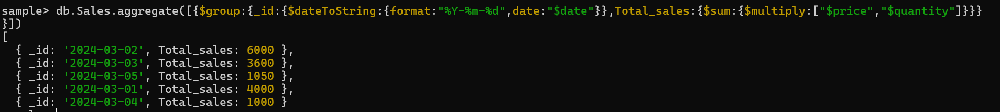 sample> db.Sales.aggregate([{$group:{_id:{$dateToString:{format:"%Y-%m-%d",date:"$date"}},Total_sales:{$sum:{$multiply:["$price","$quantity"]}}}
}])
[
  { _id: '2024-03-02', Total_sales: 6000 },
  { _id: '2024-03-03', Total_sales: 3600 },
  { _id: '2024-03-05', Total_sales: 1050 },
  { _id: '2024-03-01', Total_sales: 4000 },
  { _id: '2024-03-04', Total_sales: 1000 }